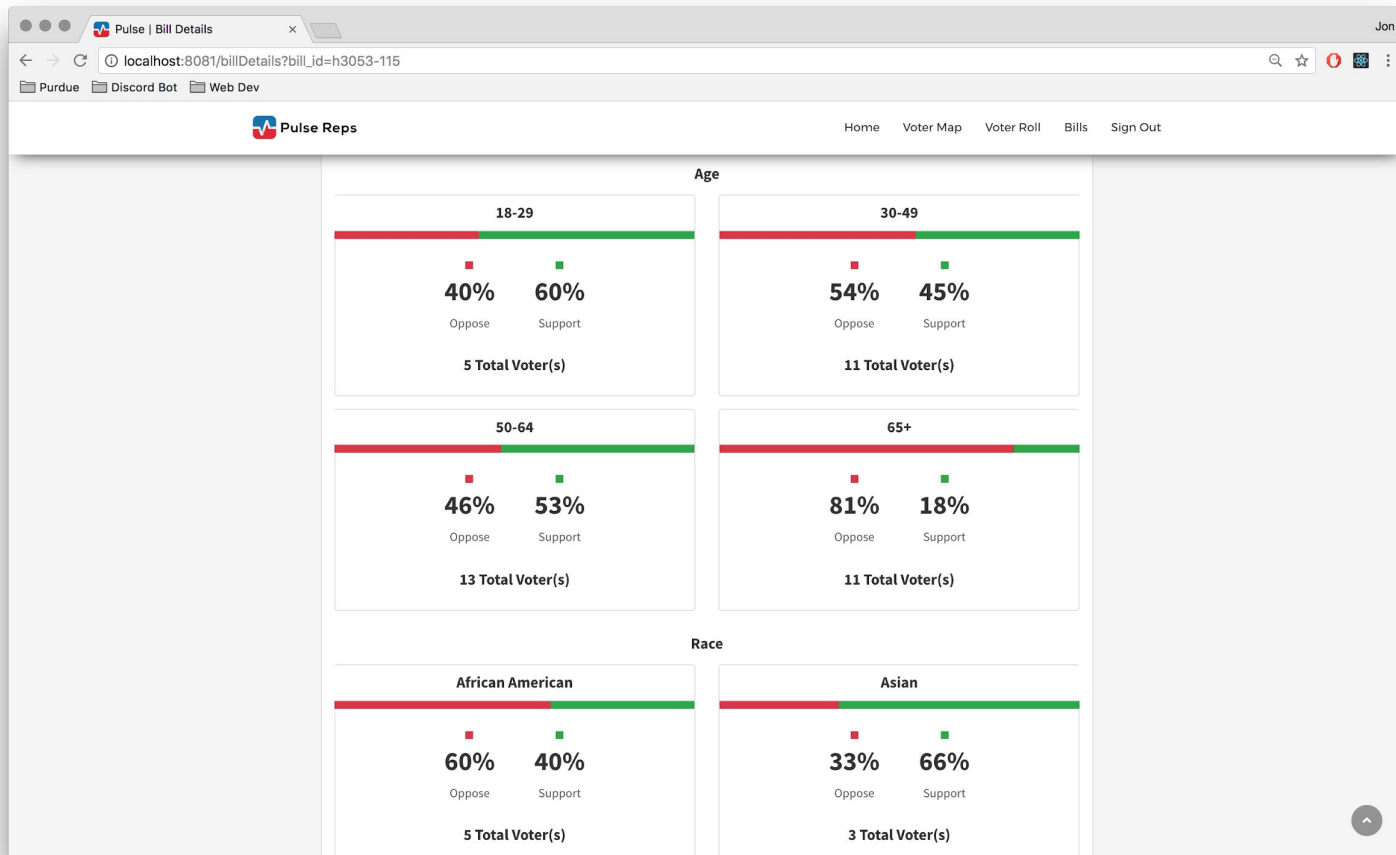 Pulse | Bill Details
Jon
localhost:8081/billDetails?bill_id=h3053-115
Purdue Discord Bot Web Dev
Pulse Reps Home Voter Map Voter Roll Bills Sign Out
Age
18-29 30-49
40% 60% 54% 45%
Oppose Support Oppose Support
5 Total Voter(s) 11 Total Voter(s)
50-64 65+
46% 53% 81% 18%
Oppose Support Oppose Support
13 Total Voter(s) 11 Total Voter(s)
Race
African American Asian
60% 40% 33% 66%
Oppose Support Oppose Support
5 Total Voter(s) 3 Total Voter(s)